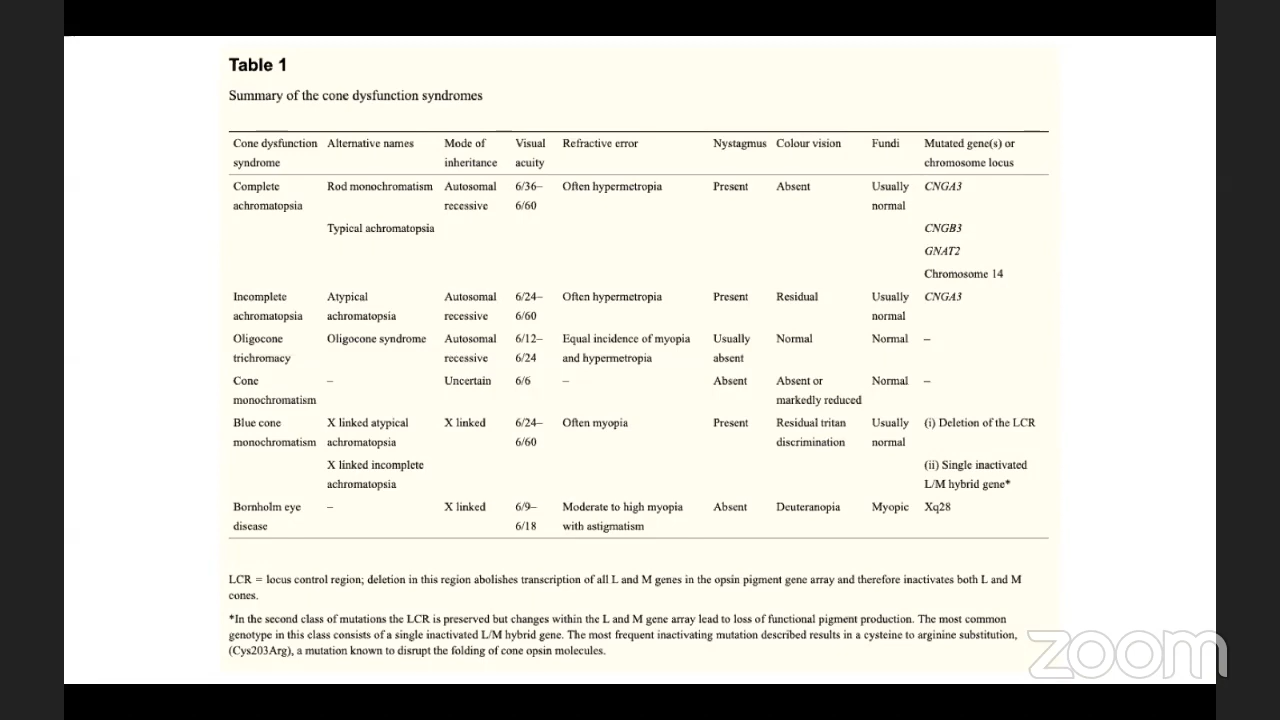 Table 1
Summary of the cone dysfunction syndromes
Cone dysfunction Alternative names Mode of Visual Refractive error Nystagmus Colour vision Fundi Mutated gene(s) or
syndrome inheritance acuity chromosome locus
Complete Rod monochromatism Autosomal 6/36– Often hypermetropia Present Absent Usually CNGA3
achromatopsia recessive 6/60 normal
Typical achromatopsia CNGB3
GNAT2
Chromosome 14
Incomplete Atypical Autosomal 6/24– Often hypermetropia Present Residual Usually CNGA3
achromatopsia achromatopsia recessive 6/60 normal
Oligocone Oligocone syndrome Autosomal 6/12– Equal incidence of myopia Usually Normal Normal –
trichromacy recessive 6/24 and hypermetropia absent
Cone – Uncertain 6/6 – Absent Absent or Normal –
monochromatism markedly reduced
Blue cone X linked atypical X linked 6/24– Often myopia Present Residual tritan Usually (i) Deletion of the LCR
monochromatism achromatopsia 6/60 discrimination normal
X linked incomplete (ii) Single inactivated
achromatopsia L/M hybrid gene*
Bornholm eye – X linked 6/9– Moderate to high myopia Absent Deuteranopia Myopic Xq28
disease 6/18 with astigmatism
LCR = locus control region; deletion in this region abolishes transcription of all L and M genes in the opsin pigment gene array and therefore inactivates both L and M
cones.
*In the second class of mutations the LCR is preserved but changes within the L and M gene array lead to loss of functional pigment production. The most common
genotype in this class consists of a single inactivated L/M hybrid gene. The most frequent inactivating mutation described results in a cysteine to arginine substitution,
(Cys203Arg), a mutation known to disrupt the folding of cone opsin molecules.
zoom